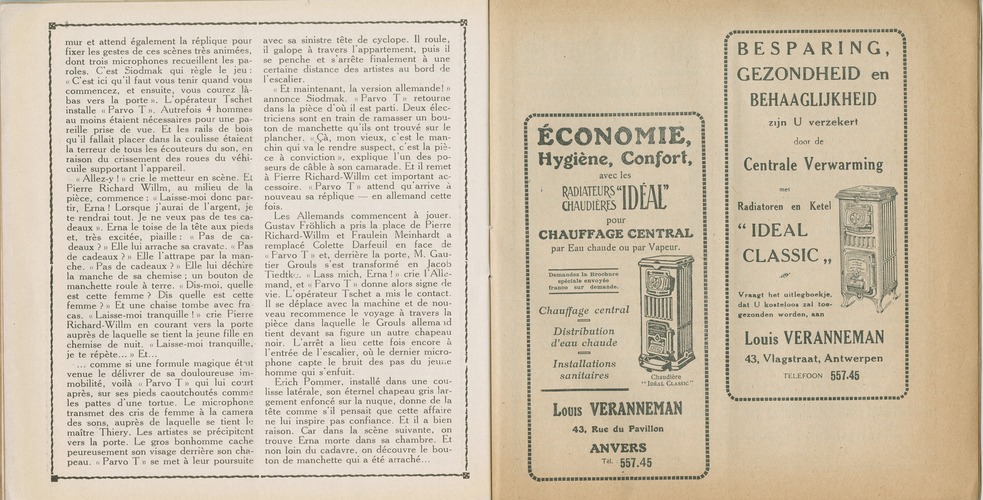 mur et attend également la réplique pour
fixer les gestes de ces scènes très animées,
dont trois microphones recueillent les pa-
roles. C'est Siodmak qui règle le jeu :
« C'est ici qu'il faut vous tenir quand vous
commencez, et ensuite, vous courez là-
bas vers la porte ». L'opérateur Tschet
installe « Parvo T ». Autrefois 4 hommes
au moins étaient nécessaires pour une pa-
reille prise de vue. Et les rails de bois
qu'il fallait placer dans la coulisse étaient
la terreur de tous les écouteurs du son, en
raison du crissement des roues du véhi-
cuile supportant l'appareil.
« Allez-y ! » crie le metteur en scène. Et
Pierre Richard Willm, au milieu de la
pièce, commence : « Laisse-moi donc par-
tir, Erna ! Lorsque j'aurai de l'argent, je
te rendrai tout. Je ne veux pas de tes ca-
deaux ». Erna le toise de la tête aux pieds
et, très excitée, piaille : « Pas de ca-
deaux ? » Elle lui arrache sa cravate. « Pas
de cadeaux ? » Elle l'attrape par la man-
che. « Pas de cadeaux ? » Elle lui déchire
la manche de sa chemise ; un bouton de
manchette roule à terre. « Dis-moi, quelle
est cette femme ? Dis quelle est cette
femme ? » Et une chaise tombe avec fra-
cas. « Laisse-moi tranquille ! » crie Pierre
Richard-Willm en courant vers la porte
auprès de laquelle se tient la jeune fille en
chemise de nuit. « Laisse-moi tranquille,
je te répète... » Et...
... comme si une formule magique était
venue le délivrer de sa douloureuse im-
mobilité, voilà « Parvo T » qui lui court
après, sur ses pieds caoutchoutés comme
les pattes d'une tortue. Le microphone
transmet des cris de femme à la camera
des sons, auprès de laquelle se tient le
maître Thiery. Les artistes se précipitent
vers la porte. Le gros bonhomme cache
peureusement son visage derrière son cha-
peau. « Parvo T » se met à leur poursuite
avec sa sinistre tête de cyclope. Il roule,
il galope à travers l'appartement, puis il
se penche et s'arrête finalement à une
certaine distance des artistes au bord de
l'escalier.
« Et maintenant, la version allemande! »
annonce Siodmak. « Parvo T » retourne
dans la pièce d'où il est parti. Deux élec-
triciens sont en train de ramasser un bou-
ton de manchette qu'ils ont trouvé sur le
plancher. « Çà, mon vieux, c'est le man-
chin qui va le rendre suspect, c'est la piè-
ce à conviction », explique l'un des po-
seurs de câble à son camarade. Et il remet
à Pierre Richard-Willm cet important ac-
cessoire. « Parvo T » attend qu'arrive à
nouveau sa réplique — en allemand cette
fois.
Les Allemands commencent à jouer.
Gustav Fröhlich a pris la place de Pierre
Richard-Willm et Fraulein Meinhardt a
remplacé Colette Darfeuil en face de
« Parvo T » et, derrière la porte, M. Gau-
tier Grouls s'est transformé en Jacob
Tiedtke. « Lass mich, Erna ! » crie l'Alle-
mand, et « Parvo T » donne alors signe de
vie. L'opérateur Tschet a mis le contact.
Il se déplace avec la machine et de nou-
veau recommence le voyage à travers la
pièce dans laquelle le Grouls allemand
tient devant sa figure un autre chapeau
noir. L'arrêt a lieu cette fois encore à
l'entrée de l'escalier, où le dernier micro-
phone capte le bruit des pas du jeune
homme qui s'enfuit.
Erich Pommer, installé dans une cou-
lisse latérale, son éternel chapeau gris lar-
gement enfoncé sur la nuque, donne de la
tête comme s'il pensait que cette affaire
ne lui inspire pas confiance. Et il a bien
raison. Car dans la scène suivante, on
trouve Erna morte dans sa chambre. Et
non loin du cadavre, on découvre le bou-
ton de manchette qui a été arraché...
ÉCONOMIE,
Hygiène, Confort,
avec les
RADIATEURS
CHAUDIÈRES "IDÉAL"
pour
CHAUFFAGE CENTRAL
par Eau chaude ou par Vapeur.
Demandez la Brochure
spéciale envoyée
franco sur demande.
Chauffage central
Distribution
d'eau chaude
Installations
sanitaires
Chaudière
"IDÉAL CLASSIC"
Louis VERANNEMAN
43, Rue du Pavillon
ANVERS
Tél. 557.45
BESPARING,
GEZONDHEID en
BEHAAGLIJKHEID
zijn U verzekert
door de
Centrale Verwarming
met
Radiatoren en Ketel
" IDEAL
CLASSIC „
Vraagt het uitlegboekje,
dat U kosteloos zal toe-
gezonden worden, aan
Louis VERANNEMAN
43, Vlagstraat, Antwerpen
TELEFOON 557.45